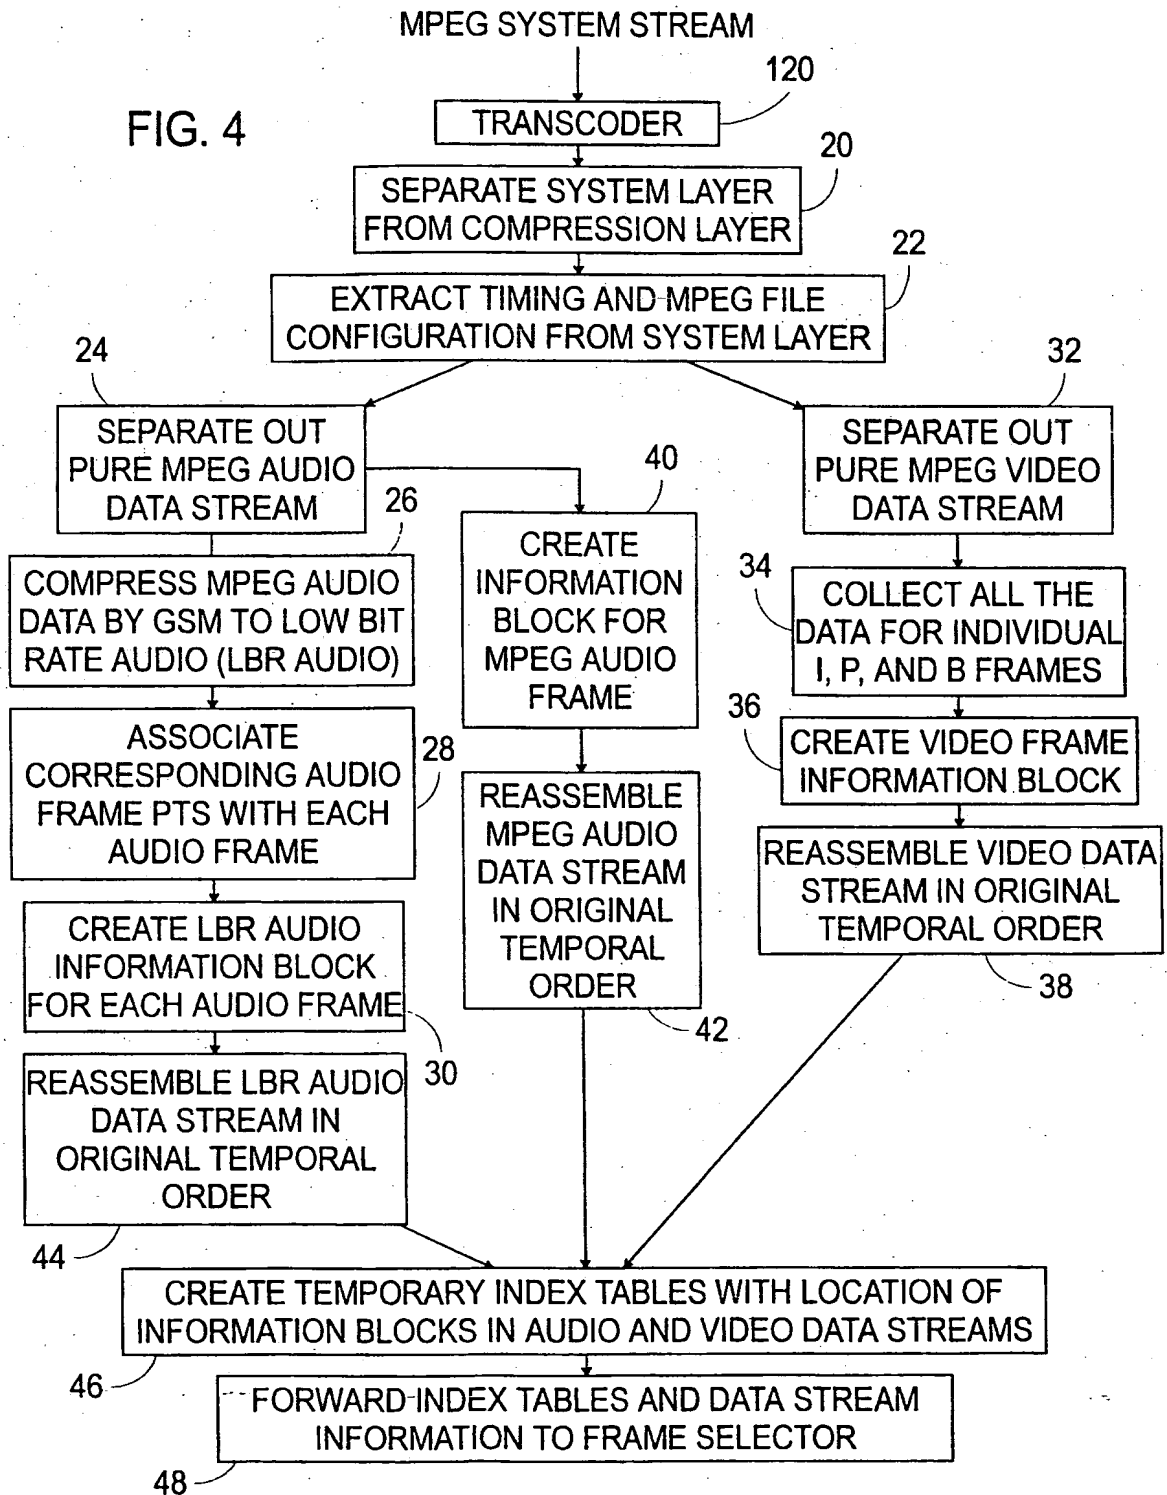 MPEG SYSTEM STREAM
120
FIG. 4
TRANSCODER
20
SEPARATE SYSTEM LAYER
FROM COMPRESSION LAYER
22
EXTRACT TIMING AND MPEG FILE
CONFIGURATION FROM SYSTEM LAYER
24
SEPARATE OUT
PURE MPEG AUDIO
DATA STREAM
26
COMPRESS MPEG AUDIO
DATA BY GSM TO LOW BIT
RATE AUDIO (LBR AUDIO)
ASSOCIATE
CORRESPONDING AUDIO
FRAME PTS WITH EACH
AUDIO FRAME
28
CREATE LBR AUDIO
INFORMATION BLOCK
FOR EACH AUDIO FRAME
30
REASSEMBLE LBR AUDIO
DATA STREAM IN
ORIGINAL TEMPORAL
ORDER
44
40
CREATE
INFORMATION
BLOCK FOR
MPEG AUDIO
FRAME
REASSEMBLE
MPEG AUDIO
DATA STREAM
IN ORIGINAL
TEMPORAL
ORDER
42
32
SEPARATE OUT
PURE MPEG VIDEO
DATA STREAM
34
COLLECT ALL THE
DATA FOR INDIVIDUAL
I, P, AND B FRAMES
36
CREATE VIDEO FRAME
INFORMATION BLOCK
REASSEMBLE VIDEO DATA
STREAM IN ORIGINAL
TEMPORAL ORDER
38
CREATE TEMPORARY INDEX TABLES WITH LOCATION OF
INFORMATION BLOCKS IN AUDIO AND VIDEO DATA STREAMS
46
FORWARD INDEX TABLES AND DATA STREAM
INFORMATION TO FRAME SELECTOR
48